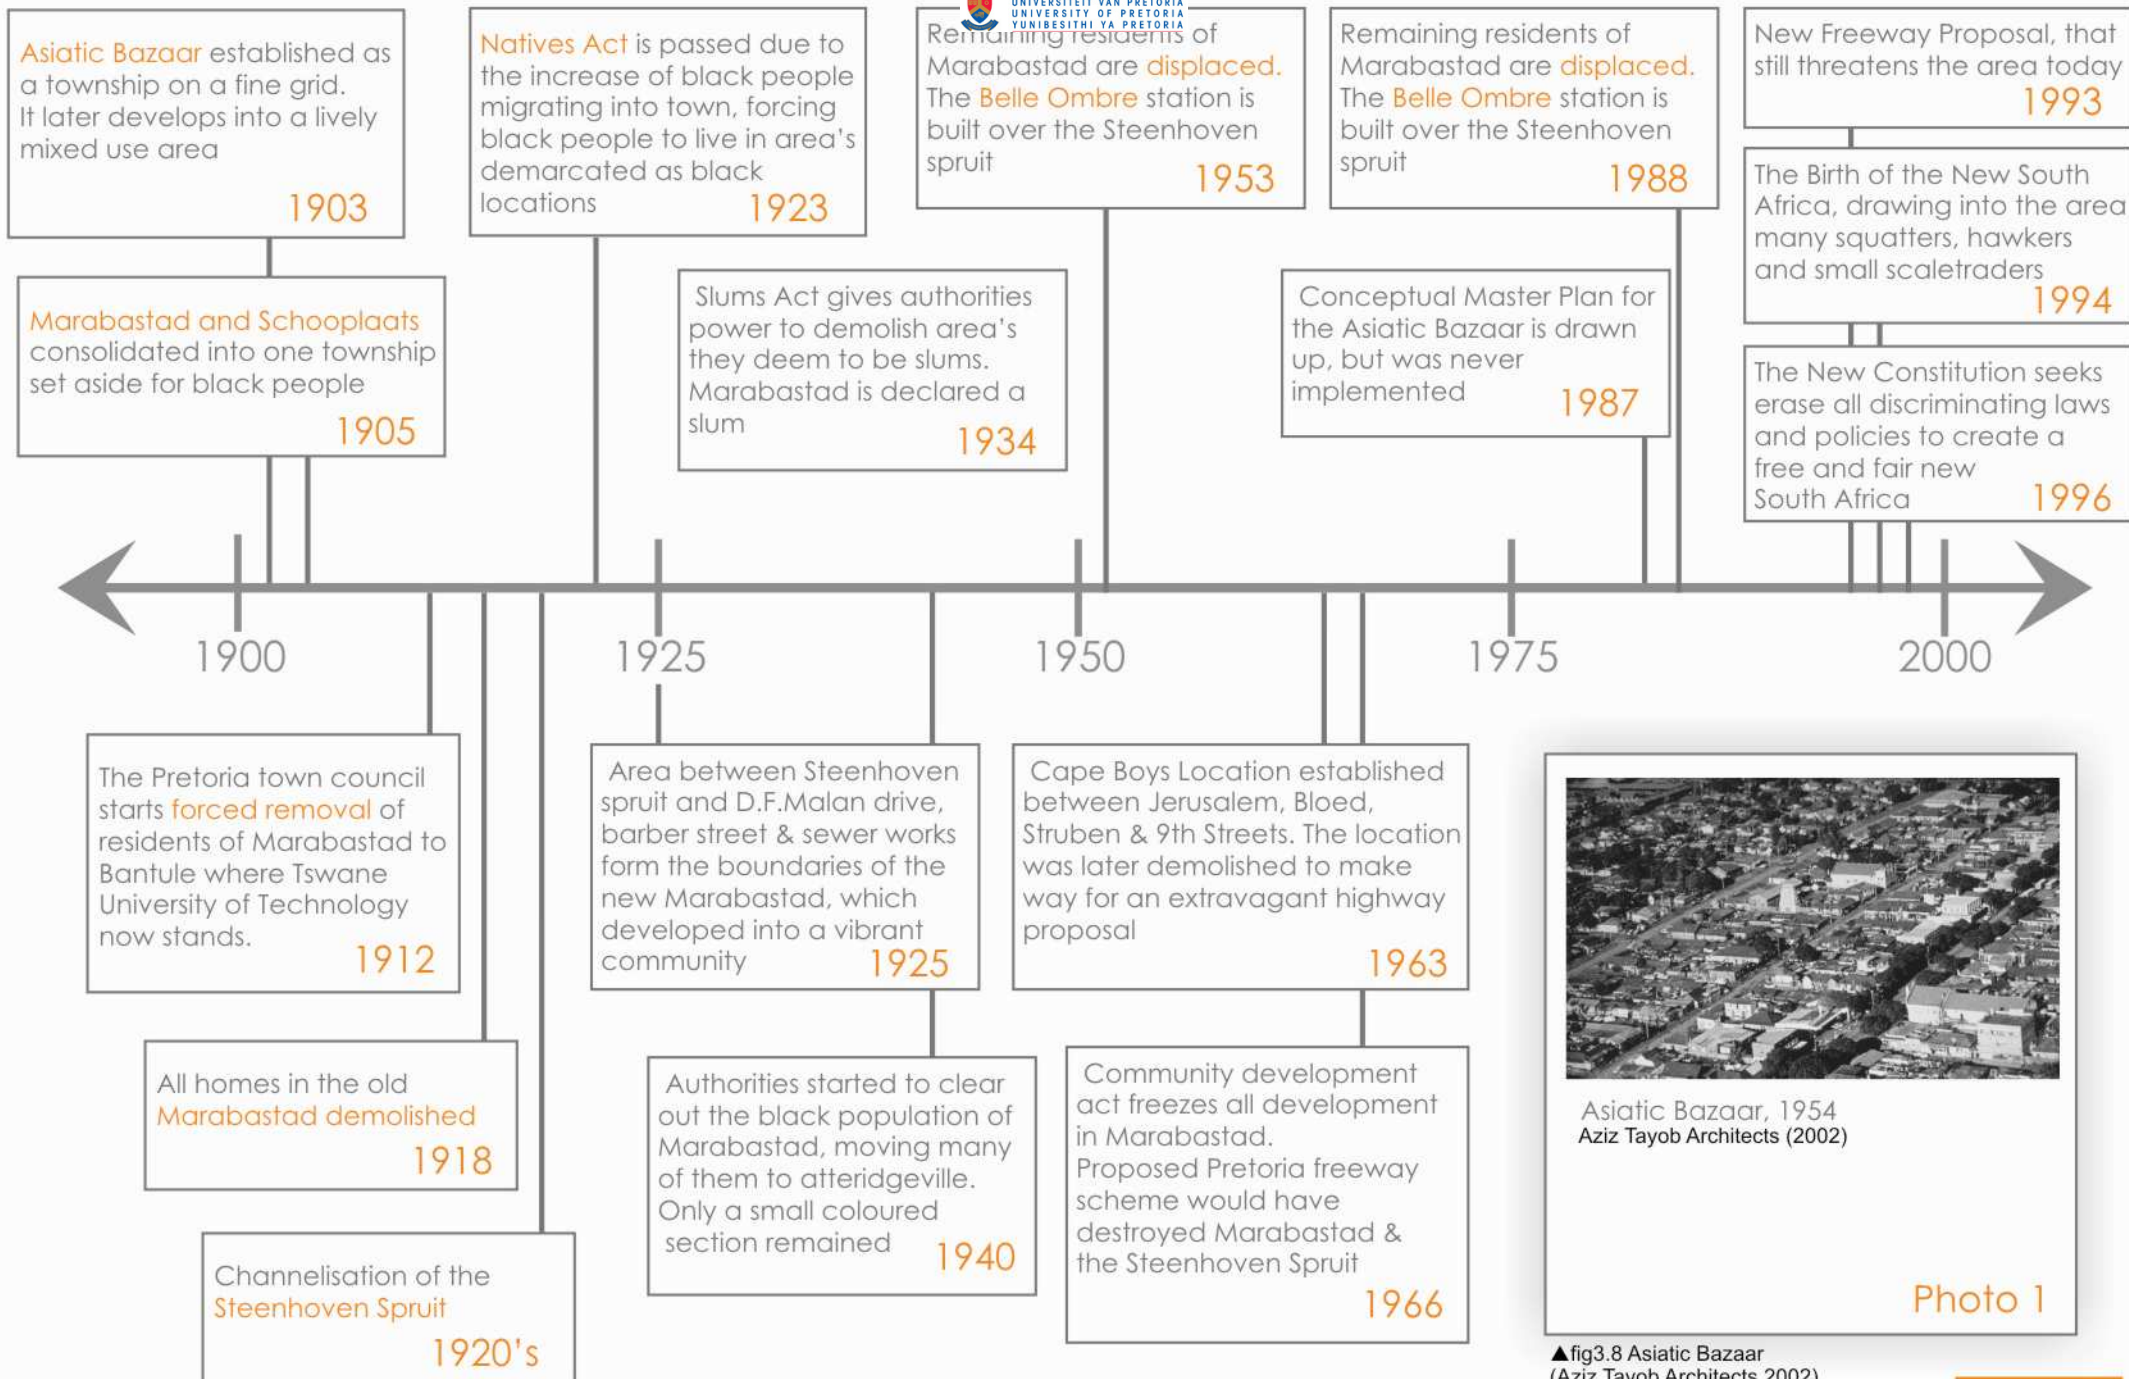 UNIVERSITEIT VAN PRETORIA
UNIVERSITY OF PRETORIA
YUNIBESITHI YA PRETORIA
Asiatic Bazaar established as
a township on a fine grid.
It later develops into a lively
mixed use area
1903
Natives Act is passed due to
the increase of black people
migrating into town, forcing
black people to live in area's
demarcated as black
locations
1923
Remaining residents of
Marabastad are displaced.
The Belle Ombre station is
built over the Steenhoven
spruit
1953
Remaining residents of
Marabastad are displaced.
The Belle Ombre station is
built over the Steenhoven
spruit
1988
New Freeway Proposal, that
still threatens the area today
1993
Marabastad and Schooplaats
consolidated into one township
set aside for black people
1905
Slums Act gives authorities
power to demolish area's
they deem to be slums.
Marabastad is declared a
slum
1934
Conceptual Master Plan for
the Asiatic Bazaar is drawn
up, but was never
implemented
1987
The Birth of the New South
Africa, drawing into the area
many squatters, hawkers
and small scaletraders
1994
The New Constitution seeks
erase all discriminating laws
and policies to create a
free and fair new
South Africa
1996
1900
1925
1950
1975
2000
The Pretoria town council
starts forced removal of
residents of Marabastad to
Bantule where Tswane
University of Technology
now stands.
1912
Area between Steenhoven
spruit and D.F.Malan drive,
barber street & sewer works
form the boundaries of the
new Marabastad, which
developed into a vibrant
community
1925
Cape Boys Location established
between Jerusalem, Bloed,
Struben & 9th Streets. The location
was later demolished to make
way for an extravagant highway
proposal
1963
All homes in the old
Marabastad demolished
1918
Authorities started to clear
out the black population of
Marabastad, moving many
of them to atteridgeville.
Only a small coloured
section remained
1940
Community development
act freezes all development
in Marabastad.
Proposed Pretoria freeway
scheme would have
destroyed Marabastad &
the Steenhoven Spruit
1966
Channelisation of the
Steenhoven Spruit
1920's
Asiatic Bazaar, 1954
Aziz Tayob Architects (2002)
Photo 1
▲fig3.8 Asiatic Bazaar
(Aziz Tayob Architects 2002)